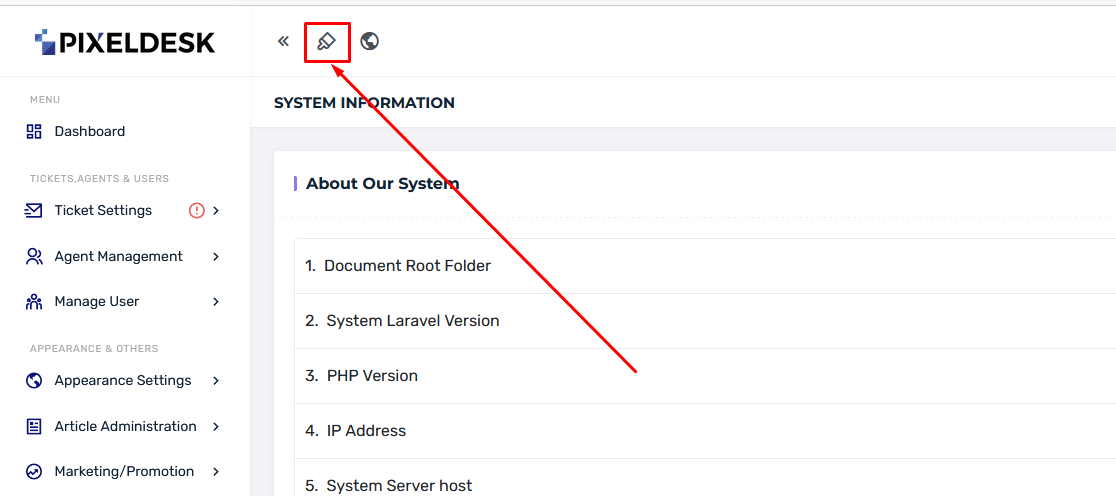 PIXELDESK
MENU
Dashboard
TICKETS,AGENTS & USERS
Ticket Settings
Agent Management
Manage User
APPEARANCE & OTHERS
Appearance Settings
Article Administration
Marketing/Promotion
SYSTEM INFORMATION
About Our System
1. Document Root Folder
2. System Laravel Version
3. PHP Version
4. IP Address
5. System Server host